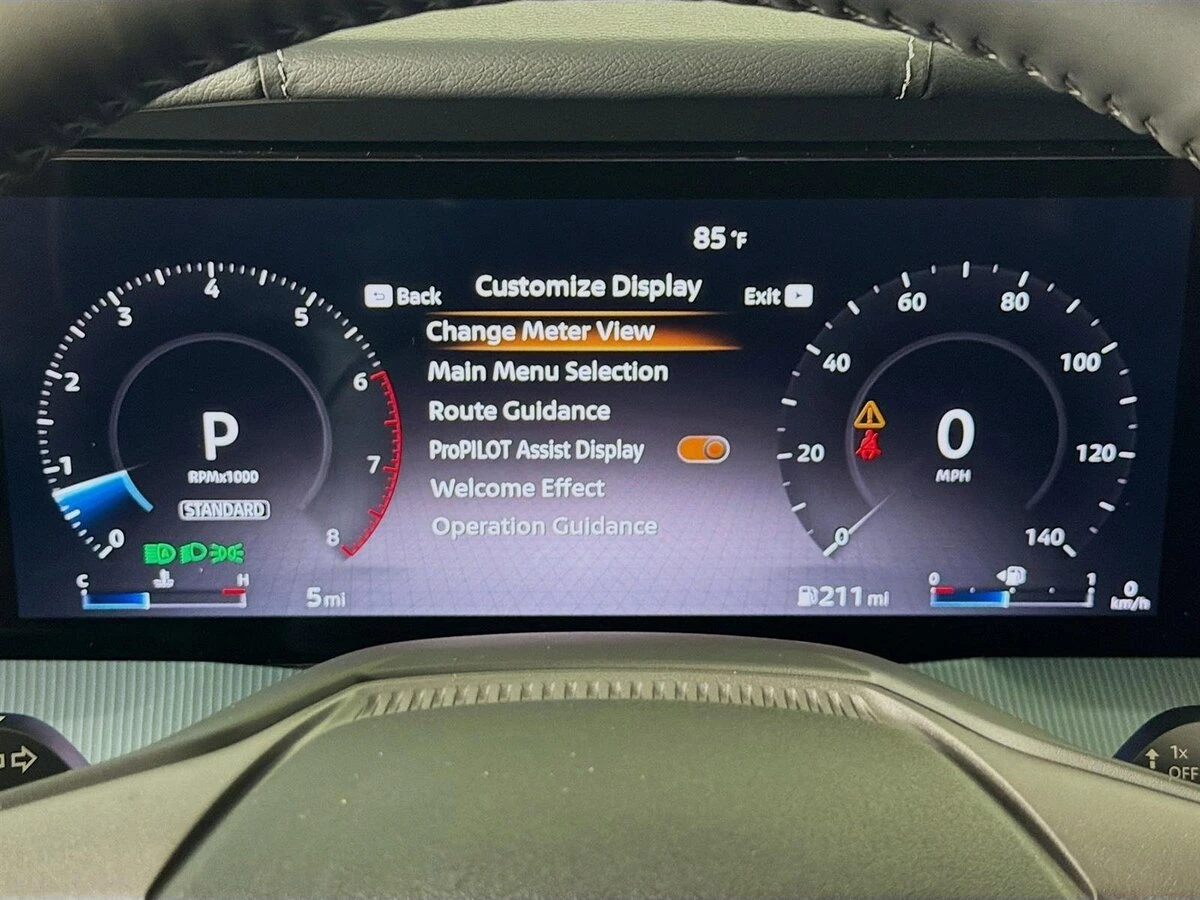 85°F
Back
Customize Display
Exit
Change Meter View
Main Menu Selection
Route Guidance
ProPILOT Assist Display
Welcome Effect
Operation Guidance
0
1
2
3
4
5
6
7
8
P
RPMx1000
STANDARD
0
20
40
60
80
100
120
140
0
MPH
A
C
H
5mi
211 mi
0
1
0
km/h
1x
OFF